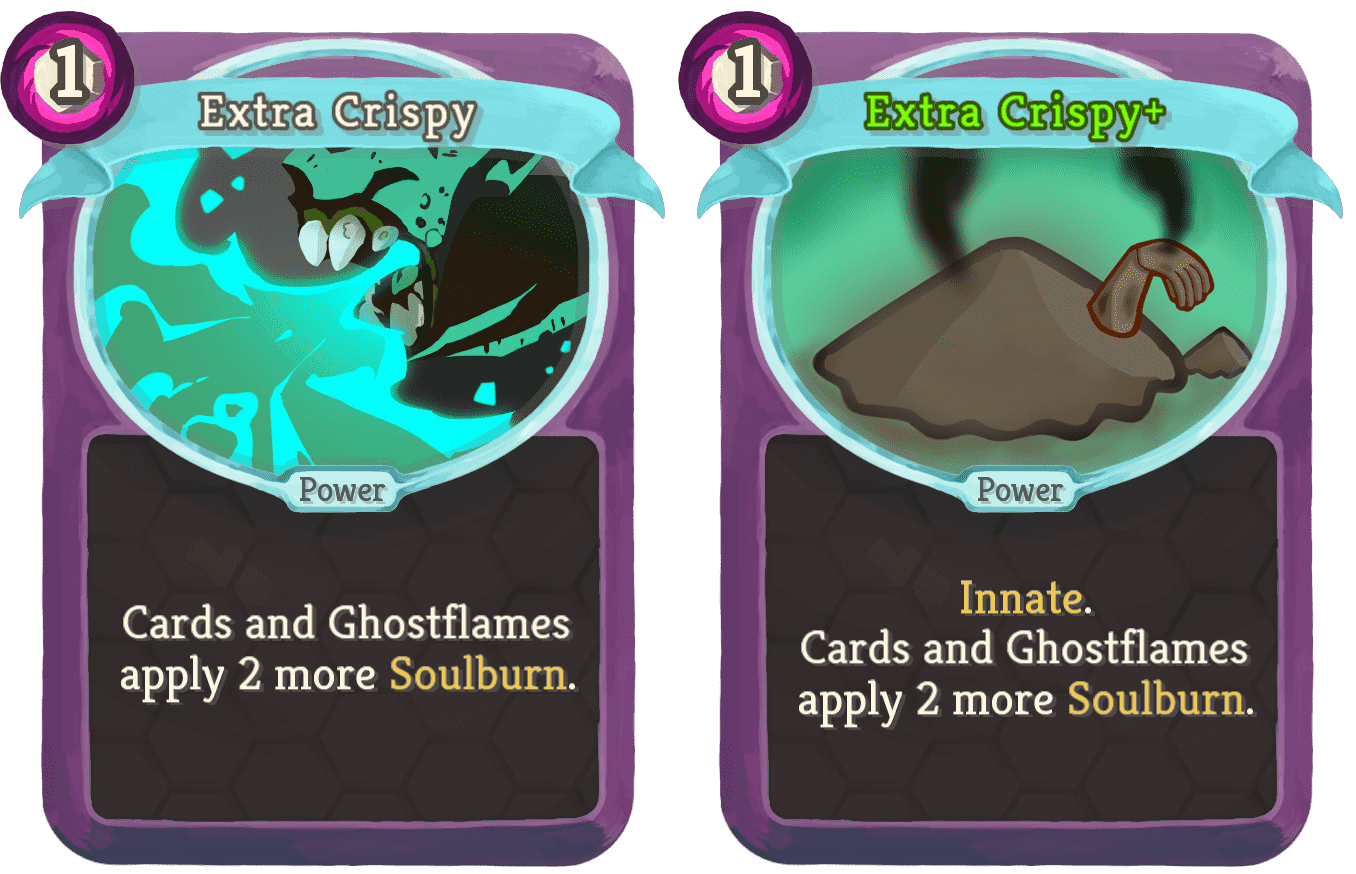 1
Extra Crispy
Power
Cards and Ghostflames
apply 2 more Soulburn.
1
Extra Crispy+
Power
Innate.
Cards and Ghostflames
apply 2 more Soulburn.